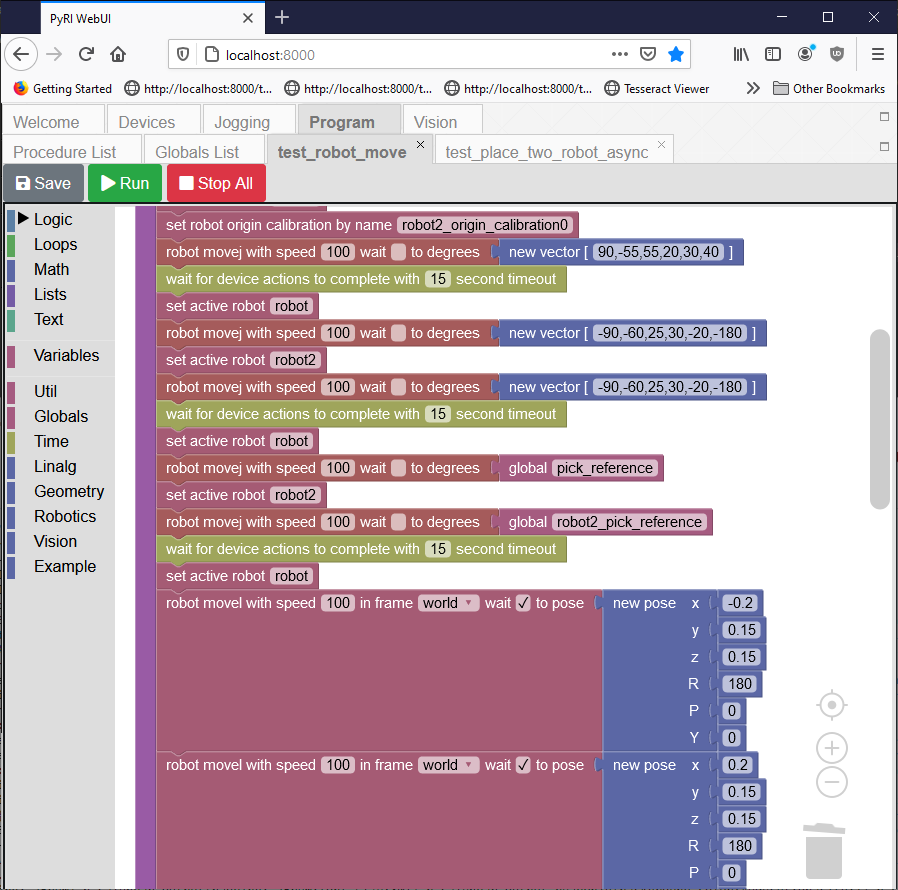 PyRI WebUI
localhost:8000
Getting Started http://localhost:8000/t... http://localhost:8000/t... http://localhost:8000/t... Tesseract Viewer Other Bookmarks
Welcome Devices Jogging Program Vision
Procedure List Globals List test_robot_move test_place_two_robot_async
Save Run Stop All
Logic
Loops
Math
Lists
Text
Variables
Util
Globals
Time
Linalg
Geometry
Robotics
Vision
Example
set robot origin calibration by name robot2_origin_calibration0
robot movej with speed 100 wait to degrees new vector [ 90,-55,55,20,30,40 ]
wait for device actions to complete with 15 second timeout
set active robot robot
robot movej with speed 100 wait to degrees new vector [ -90,-60,25,30,-20,-180 ]
set active robot robot2
robot movej with speed 100 wait to degrees new vector [ -90,-60,25,30,-20,-180 ]
wait for device actions to complete with 15 second timeout
set active robot robot
robot movej with speed 100 wait to degrees global pick_reference
set active robot robot2
robot movej with speed 100 wait to degrees global robot2_pick_reference
wait for device actions to complete with 15 second timeout
set active robot robot
robot movel with speed 100 in frame world wait ✓ to pose new pose x -0.2
y 0.15
z 0.15
R 180
P 0
Y 0
robot movel with speed 100 in frame world wait ✓ to pose new pose x 0.2
y 0.15
z 0.15
R 180
P 0